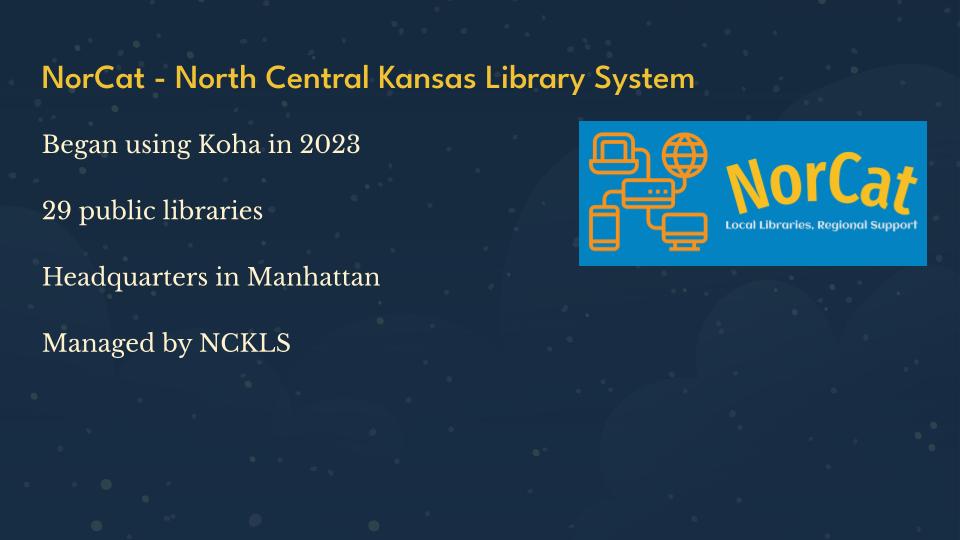 NorCat - North Central Kansas Library System
Began using Koha in 2023
29 public libraries
Headquarters in Manhattan
Managed by NCKLS
NorCat
Local Libraries, Regional Support